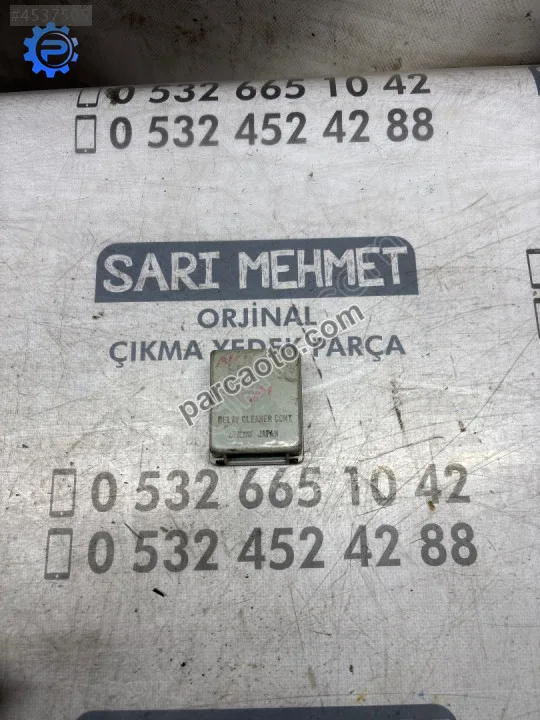 #4537
0 532 665 10 42
0 532 452 42 88
SARI MEHMET
ORJİNAL
ÇIKMA YEDEK PARÇA
parcaoto.com
RELAY CLEANER CONT.
JAPAN
0 532 665 10 42
0 532 452 42 88